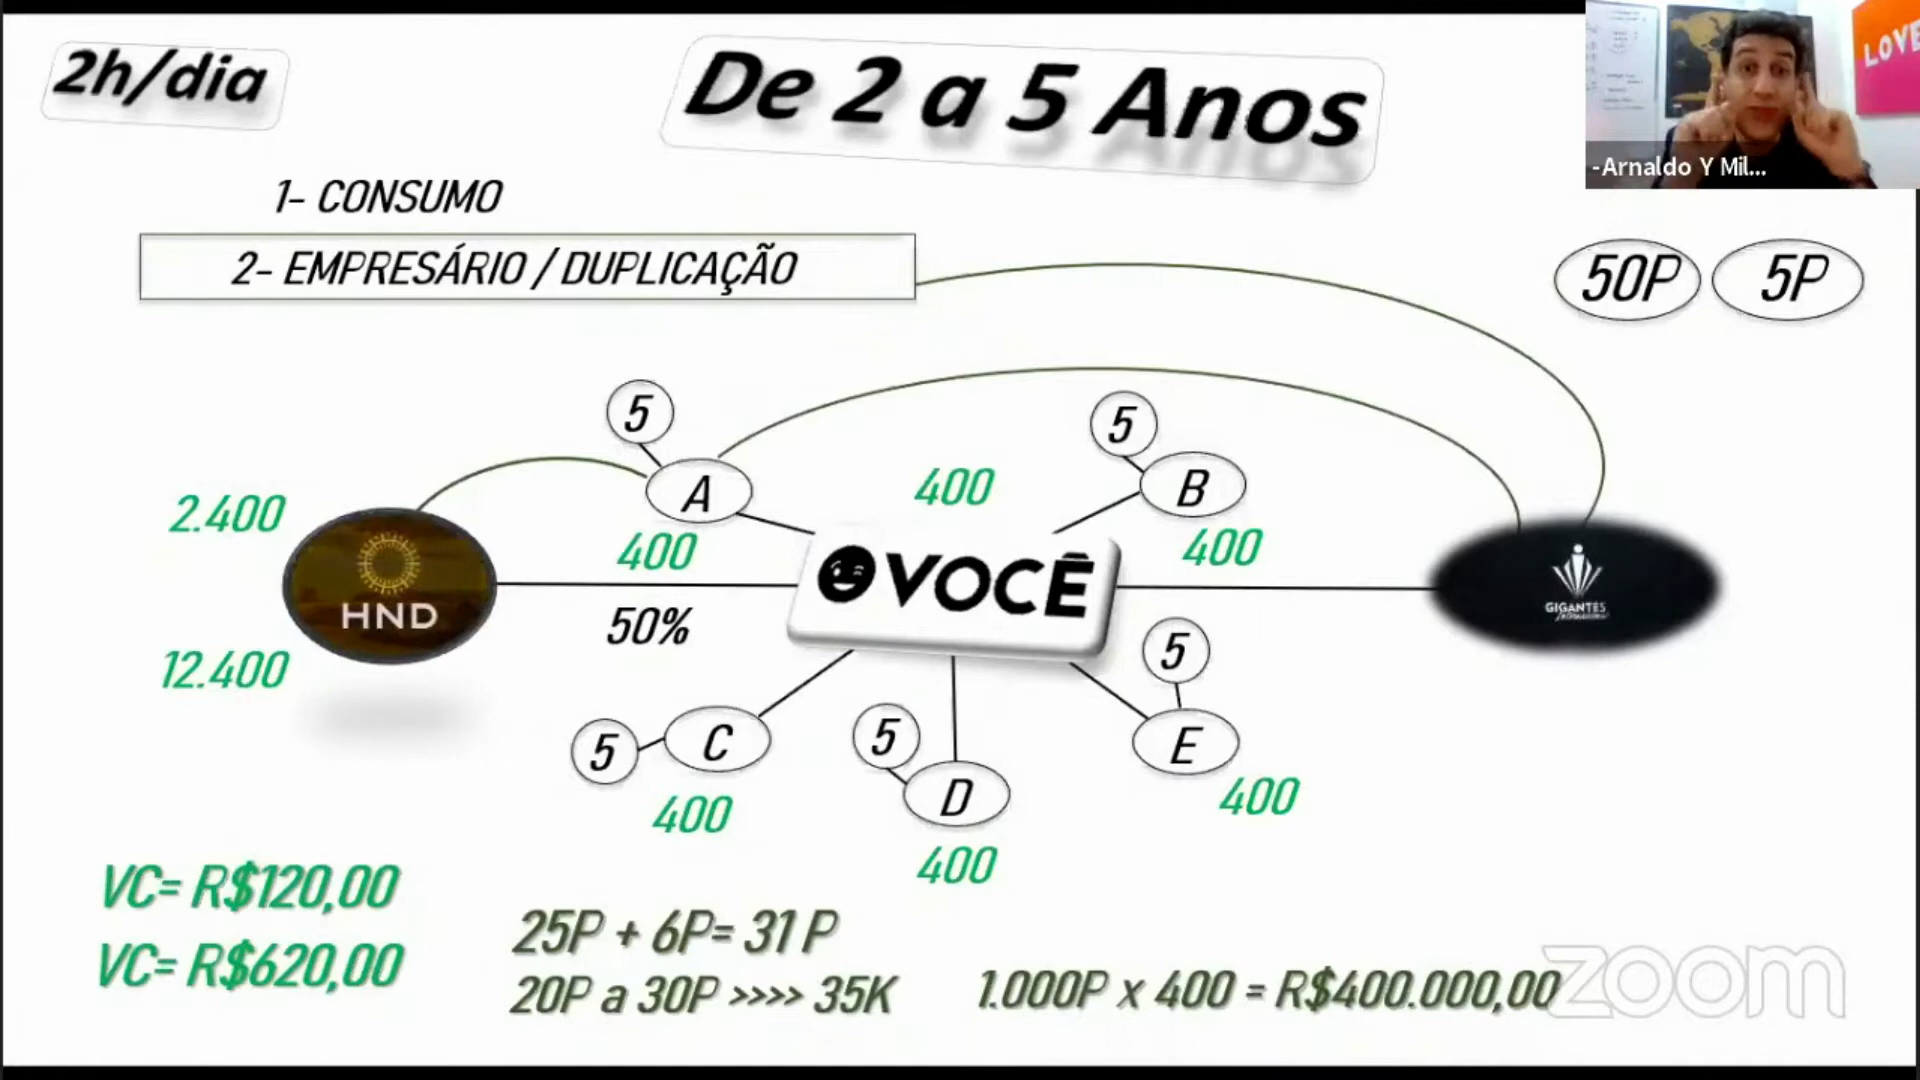 2h/dia
De 2 a 5 Anos
LOVE
-Arnaldo Y Mil...
1- CONSUMO
2- EMPRESÁRIO / DUPLICAÇÃO
50P
5P
5
A
400
5
B
400
400
2.400
HND
12.400
50%
VOCÊ
GIGANTES
5
C
400
5
D
400
5
E
400
VC= R$120,00
VC= R$620,00
25P + 6P= 31 P
20P a 30P >>>> 35K
1.000P x 400 = R$400.000,00
zoom